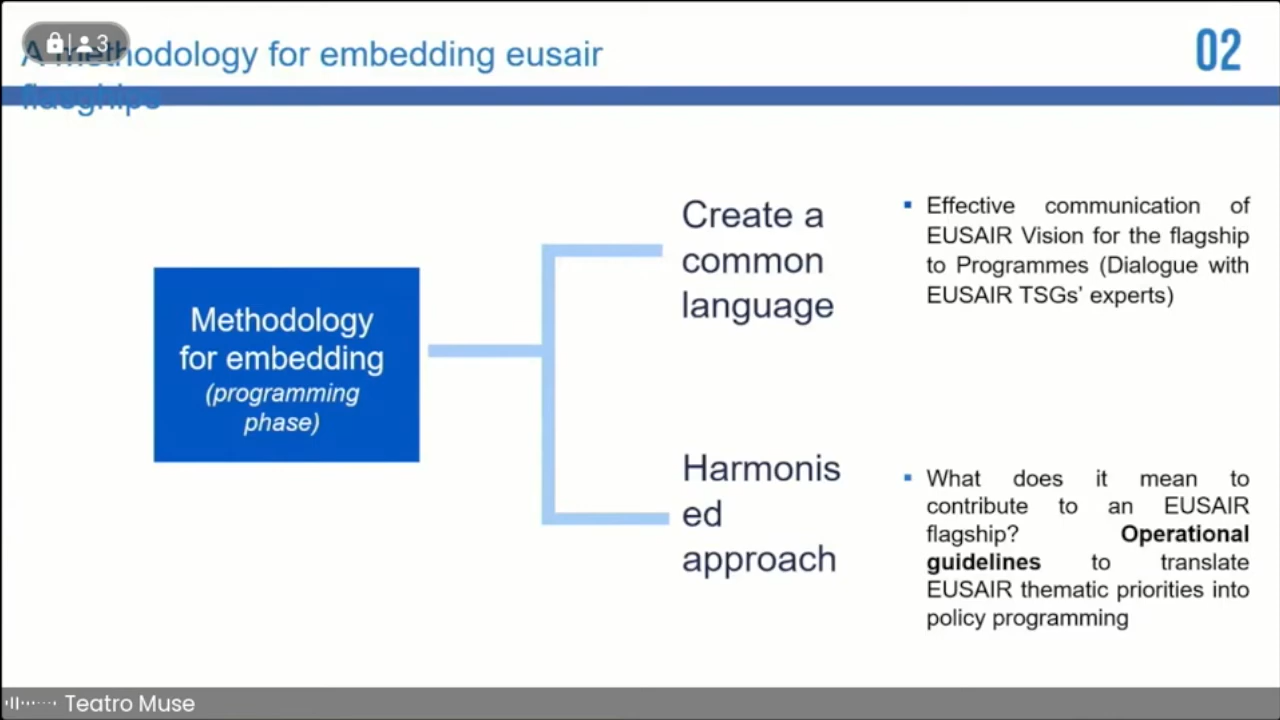 3
A methodology for embedding eusair
02
Methodology
for embedding
(programming
phase)
Create a
common
language
Effective communication of
EUSAIR Vision for the flagship
to Programmes (Dialogue with
EUSAIR TSGs' experts)
Harmonis
ed
approach
What does it mean to
contribute to an EUSAIR
flagship? Operational
guidelines to translate
EUSAIR thematic priorities into
policy programming
Teatro Muse